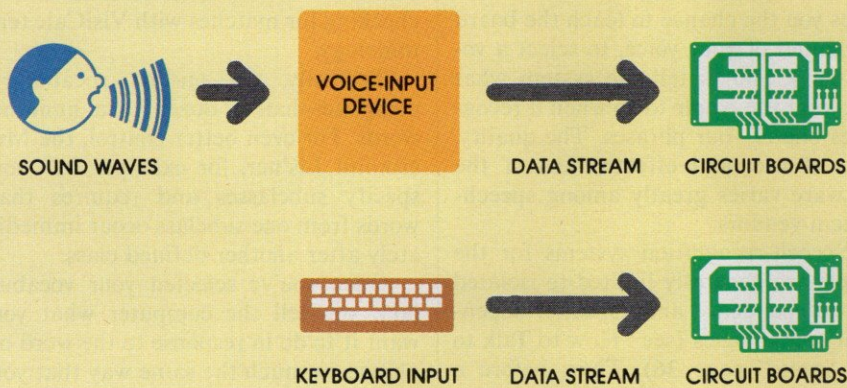 VOICE-INPUT
DEVICE
SOUND WAVES
DATA STREAM
CIRCUIT BOARDS
KEYBOARD INPUT
DATA STREAM
CIRCUIT BOARDS